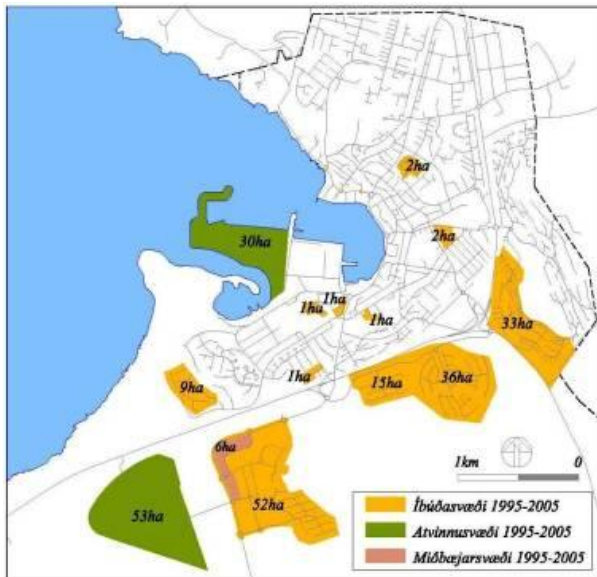 2ha
2ha
30ha
1ha
1ha
1ha
33ha
1ha
9ha
15ha
36ha
6ha
1km 0
52ha
53ha
Íbúðasvæði 1995-2005
Atvinnusvæði 1995-2005
Miðbæjarsvæði 1995-2005